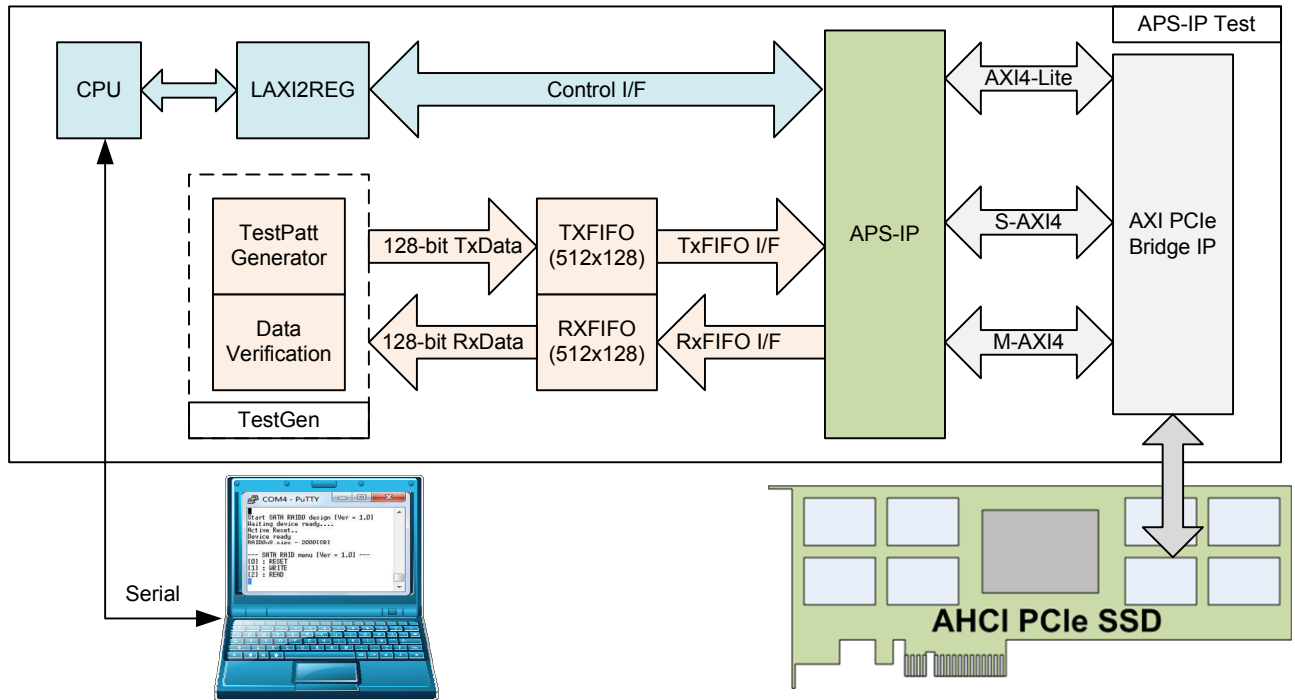 APS-IP Test
CPU
LAXI2REG
Control I/F
APS-IP
AXI4-Lite
S-AXI4
M-AXI4
AXI PCIe
Bridge IP
TestPatt
Generator
128-bit TxData
TXFIFO
(512x128)
TxFIFO I/F
Data
Verification
128-bit RxData
RXFIFO
(512x128)
RxFIFO I/F
TestGen
Serial
COM4 - PuTTY
Start SATA RAID0 design [Ver = 1.0]
Waiting device ready....
Active Reset..
Device ready
--- SATA RAID menu [Ver = 1.0] ---
[0] : RESET
[1] : WRITE
[2] : READ
AHCI PCIe SSD